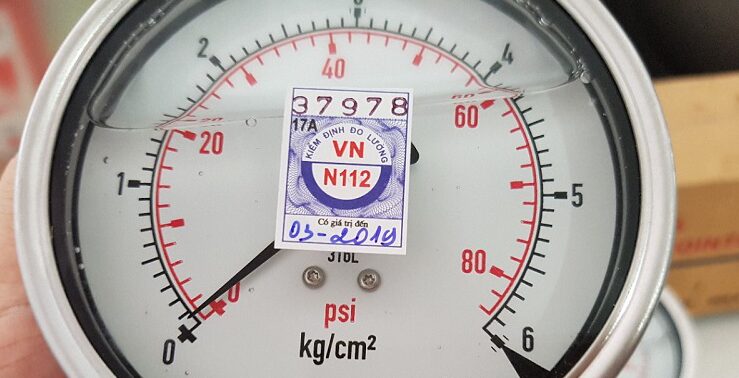 37978
17A
KIỂM ĐỊNH ĐO LƯỜNG
VN
N112
Có giá trị đến
03-2019
316L
psi
kg/cm²
0
1
2
3
4
5
6
0
20
40
60
80